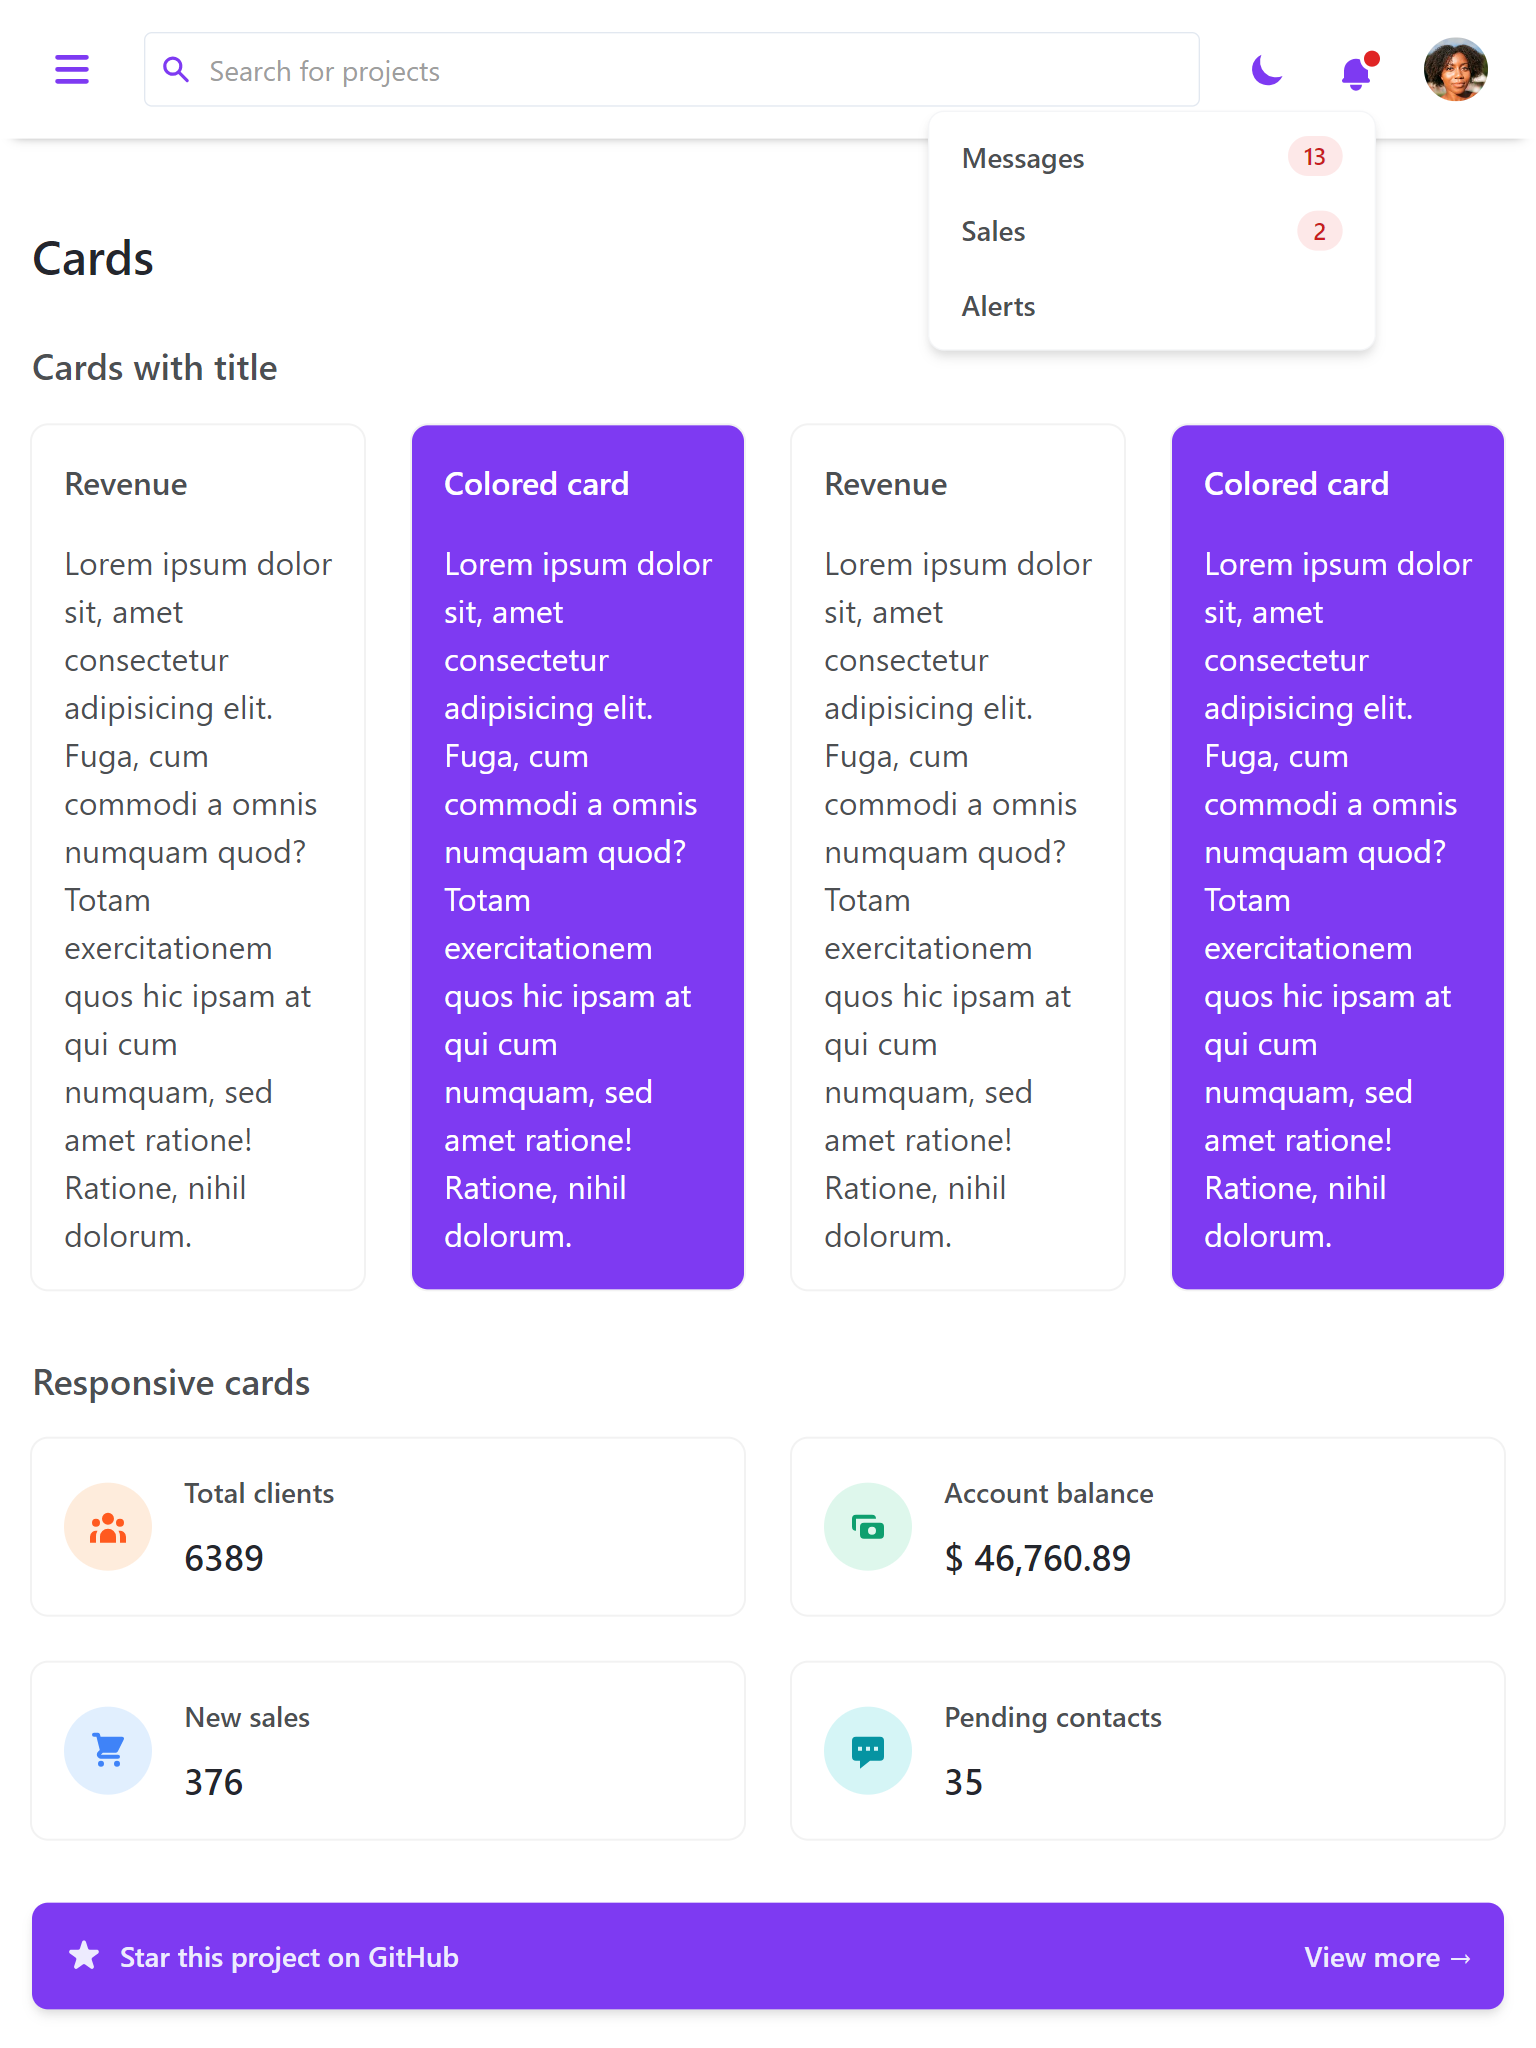 Search for projects
Messages 13
Sales 2
Alerts
Cards
Cards with title
Revenue
Lorem ipsum dolor
sit, amet
consectetur
adipisicing elit.
Fuga, cum
commodi a omnis
numquam quod?
Totam
exercitationem
quos hic ipsam at
qui cum
numquam, sed
amet ratione!
Ratione, nihil
dolorum.
Colored card
Lorem ipsum dolor
sit, amet
consectetur
adipisicing elit.
Fuga, cum
commodi a omnis
numquam quod?
Totam
exercitationem
quos hic ipsam at
qui cum
numquam, sed
amet ratione!
Ratione, nihil
dolorum.
Revenue
Lorem ipsum dolor
sit, amet
consectetur
adipisicing elit.
Fuga, cum
commodi a omnis
numquam quod?
Totam
exercitationem
quos hic ipsam at
qui cum
numquam, sed
amet ratione!
Ratione, nihil
dolorum.
Colored card
Lorem ipsum dolor
sit, amet
consectetur
adipisicing elit.
Fuga, cum
commodi a omnis
numquam quod?
Totam
exercitationem
quos hic ipsam at
qui cum
numquam, sed
amet ratione!
Ratione, nihil
dolorum.
Responsive cards
Total clients
6389
Account balance
$ 46,760.89
New sales
376
Pending contacts
35
Star this project on GitHub
View more →